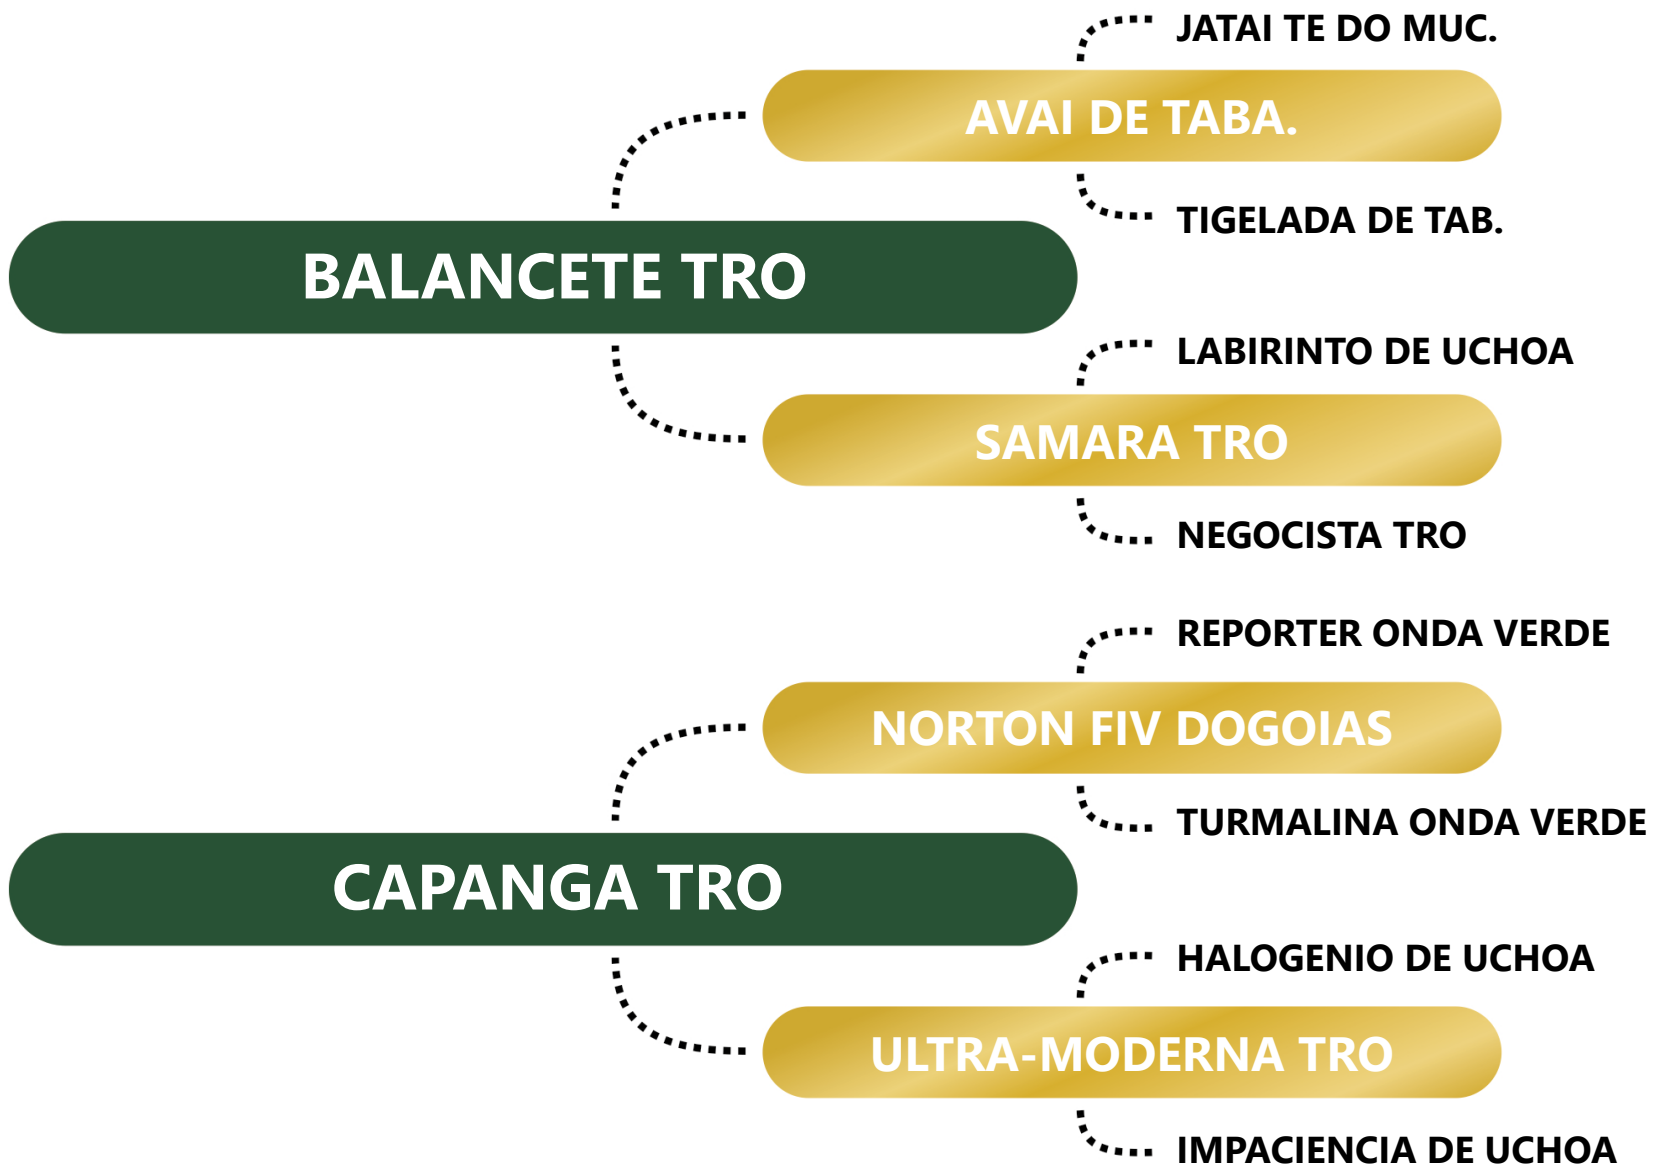 JATAI TE DO MUC.
AVAI DE TABA.
TIGELADA DE TAB.
BALANCETE TRO
LABIRINTO DE UCHOA
SAMARA TRO
NEGOCISTA TRO
REPORTER ONDA VERDE
NORTON FIV DOGOIAS
TURMALINA ONDA VERDE
CAPANGA TRO
HALOGENIO DE UCHOA
ULTRA-MODERNA TRO
IMPACIENCIA DE UCHOA